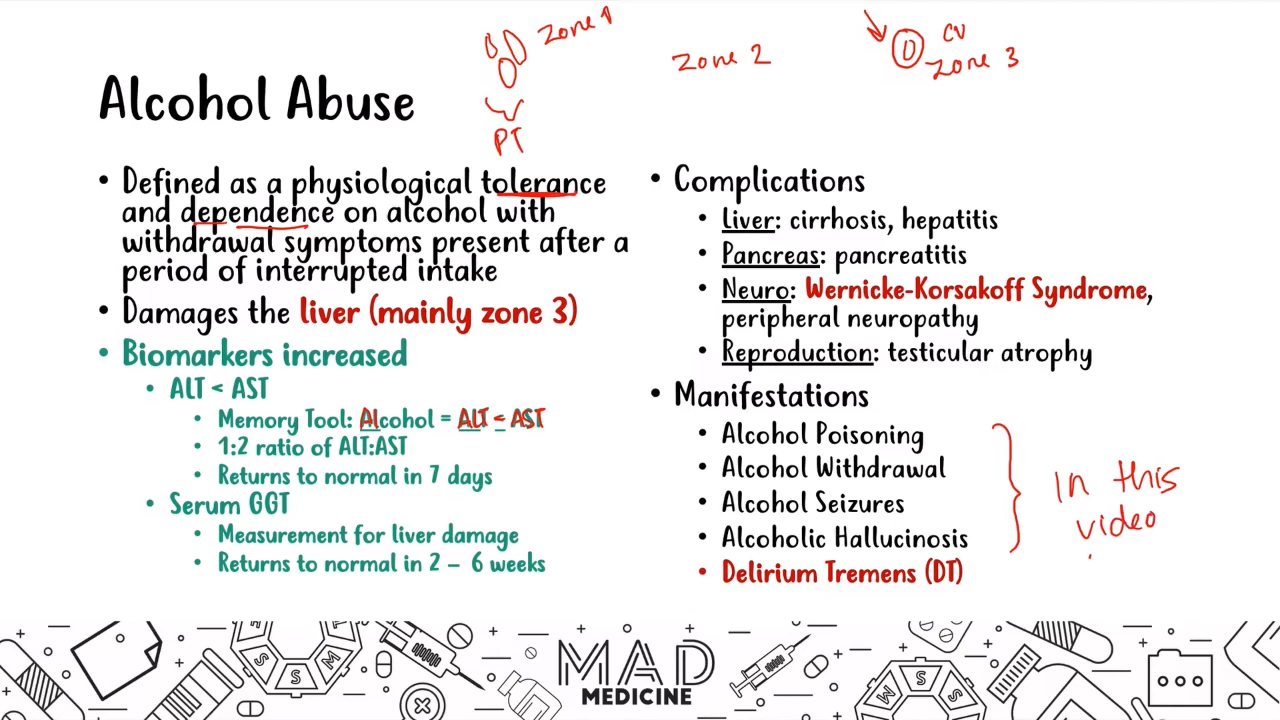 Zone 1
PT
Zone 2
CV
Zone 3
Alcohol Abuse
• Defined as a physiological tolerance
and dependence on alcohol with
withdrawal symptoms present after a
period of interrupted intake
• Damages the liver (mainly zone 3)
• Biomarkers increased
• ALT < AST
• Memory Tool: Alcohol = ALT < AST
• 1:2 ratio of ALT:AST
• Returns to normal in 7 days
• Serum GGT
• Measurement for liver damage
• Returns to normal in 2 – 6 weeks
• Complications
• Liver: cirrhosis, hepatitis
• Pancreas: pancreatitis
• Neuro: Wernicke-Korsakoff Syndrome,
peripheral neuropathy
• Reproduction: testicular atrophy
• Manifestations
• Alcohol Poisoning
• Alcohol Withdrawal
• Alcohol Seizures
• Alcoholic Hallucinosis
• Delirium Tremens (DT)
In this
video
MAD
MEDICINE